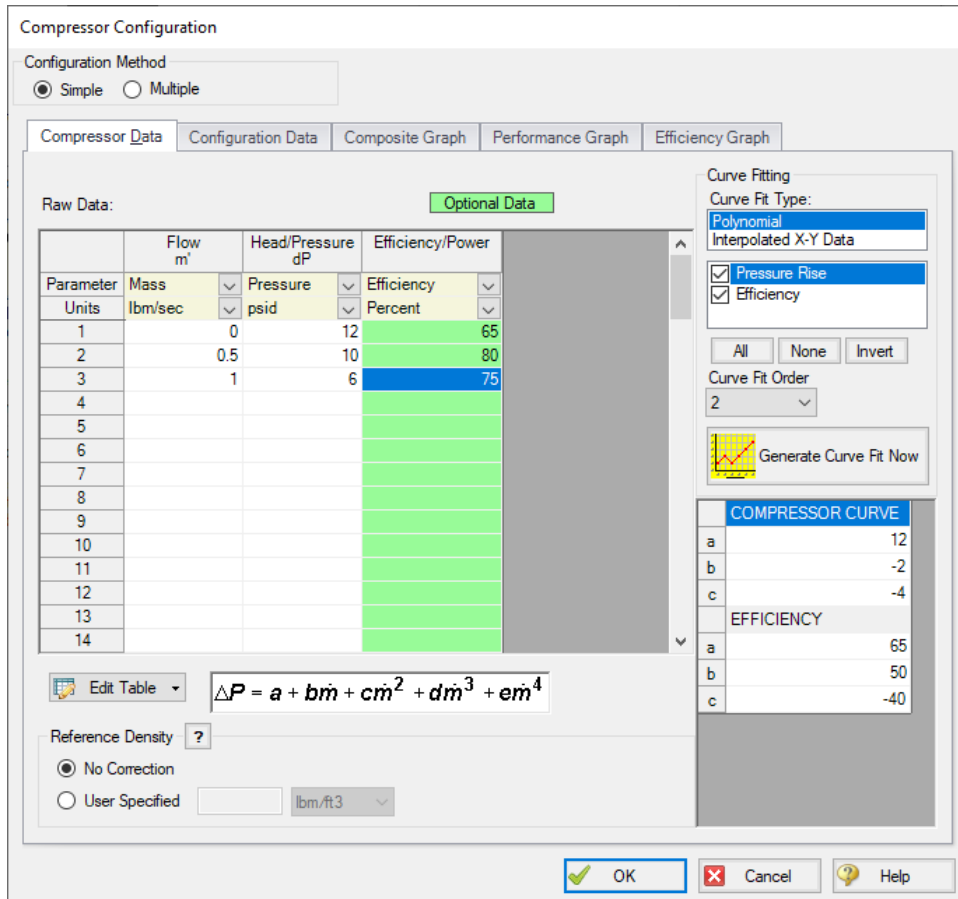 Compressor Configuration
Configuration Method
Simple Multiple
Compressor Data Configuration Data Composite Graph Performance Graph Efficiency Graph
Raw Data: Optional Data
Flow Head/Pressure Efficiency/Power
m' dP
Parameter Mass Pressure Efficiency
Units lbm/sec psid Percent
1 0 12 65
2 0.5 10 80
3 1 6 75
4
5
6
7
8
9
10
11
12
13
14
Edit Table
△P = a + bṁ + cṁ² + dṁ³ + eṁ⁴
Reference Density ?
No Correction
User Specified lbm/ft3
Curve Fitting
Curve Fit Type:
Polynomial
Interpolated X-Y Data
Pressure Rise
Efficiency
All None Invert
Curve Fit Order
2
Generate Curve Fit Now
COMPRESSOR CURVE
a 12
b -2
c -4
EFFICIENCY
a 65
b 50
c -40
OK Cancel ? Help